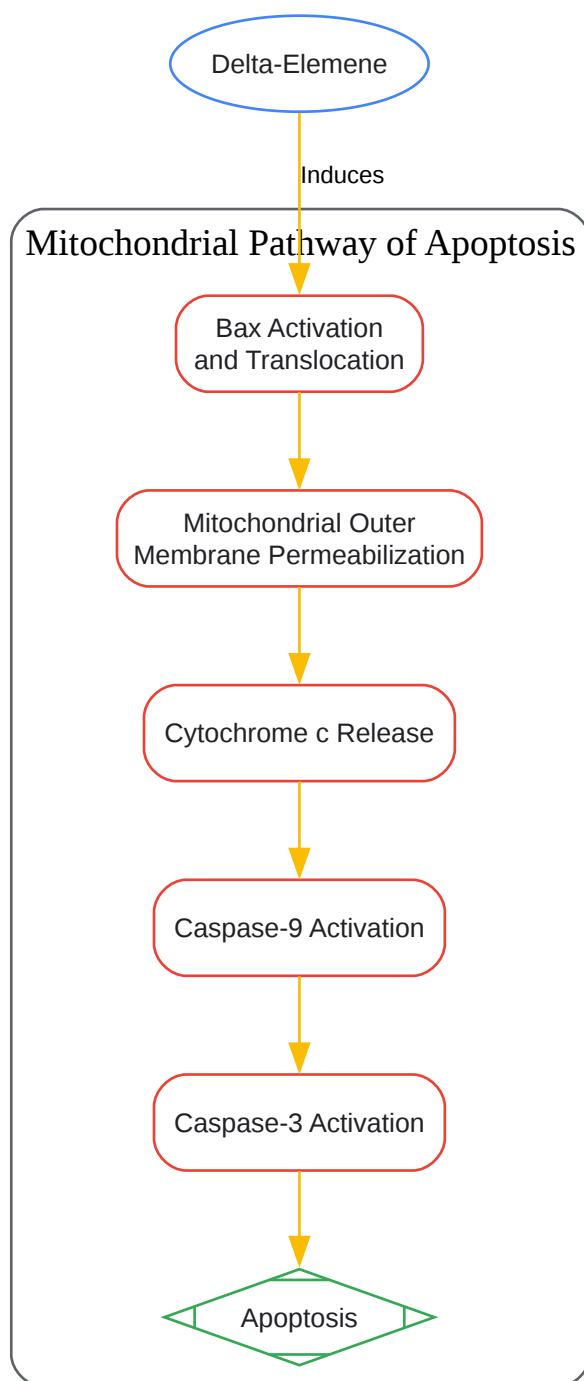 Delta-Elemene
Induces
Mitochondrial Pathway of Apoptosis
Bax Activation
and Translocation
Mitochondrial Outer
Membrane Permeabilization
Cytochrome c Release
Caspase-9 Activation
Caspase-3 Activation
Apoptosis